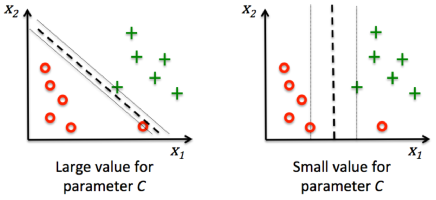 X2
X1
Large value for
parameter C
X2
X1
Small value for
parameter C